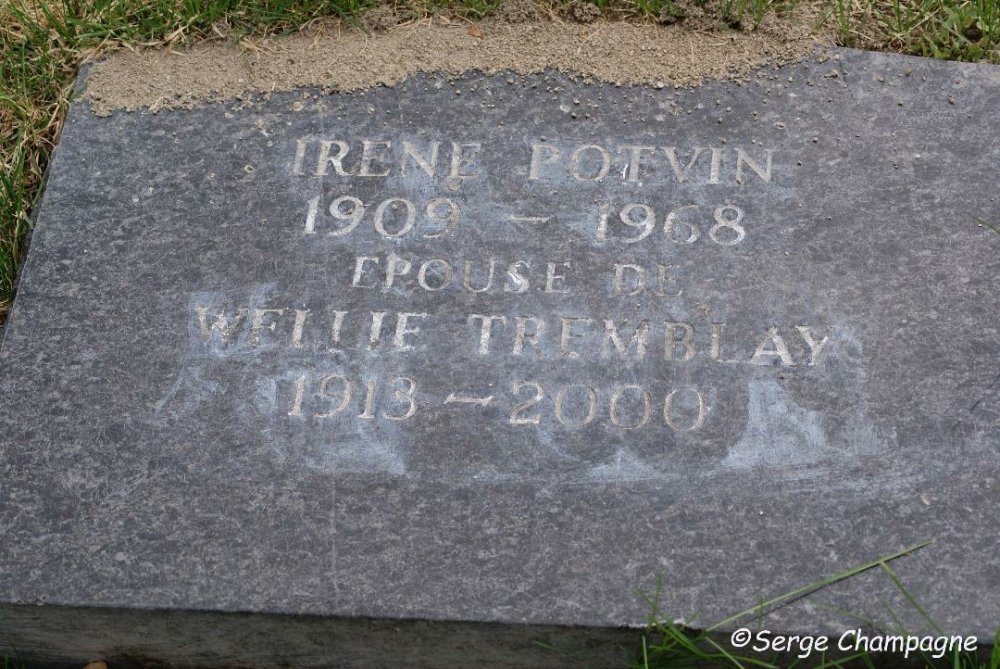 IRENE POTVIN
1909 - 1968
EPOUSE DE
WELLIE TREMBLAY
1913 - 2000
©Serge Champagne